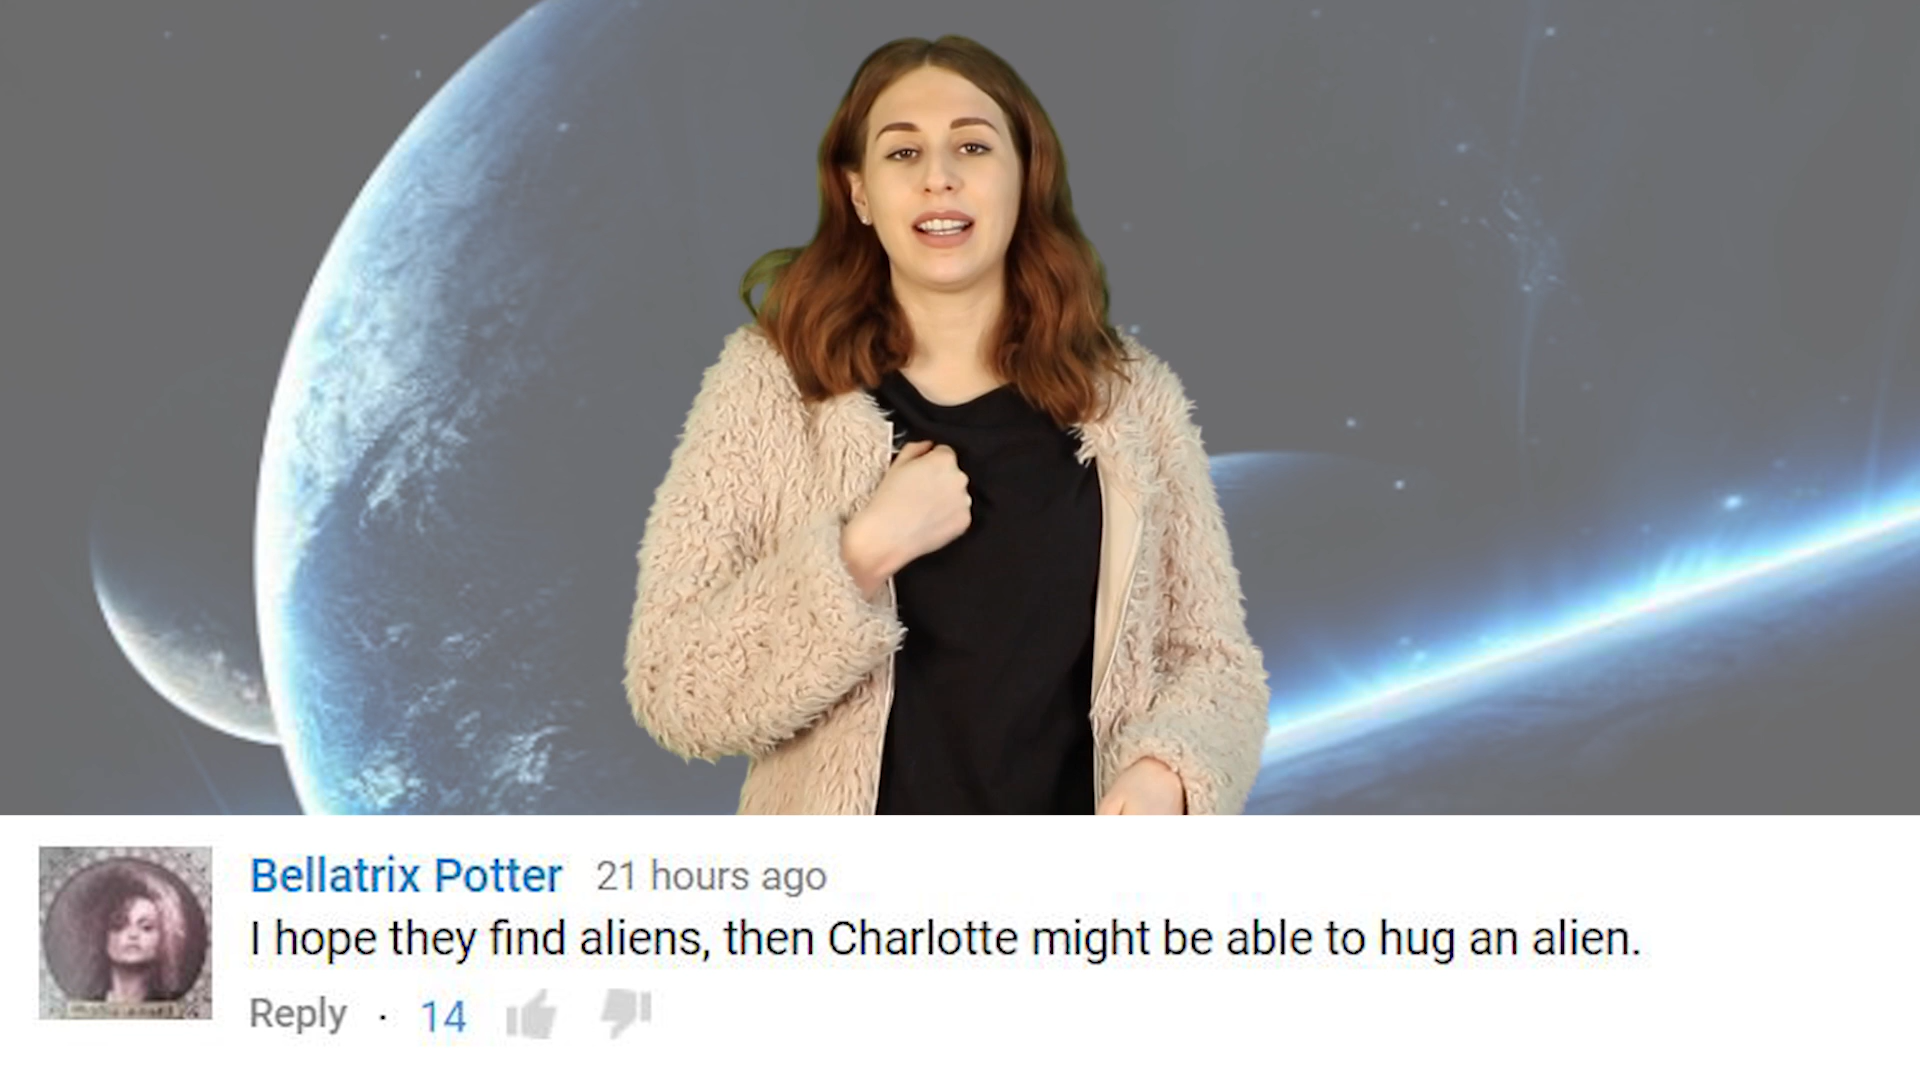 Bellatrix Potter 21 hours ago
I hope they find aliens, then Charlotte might be able to hug an alien.
Reply · 14